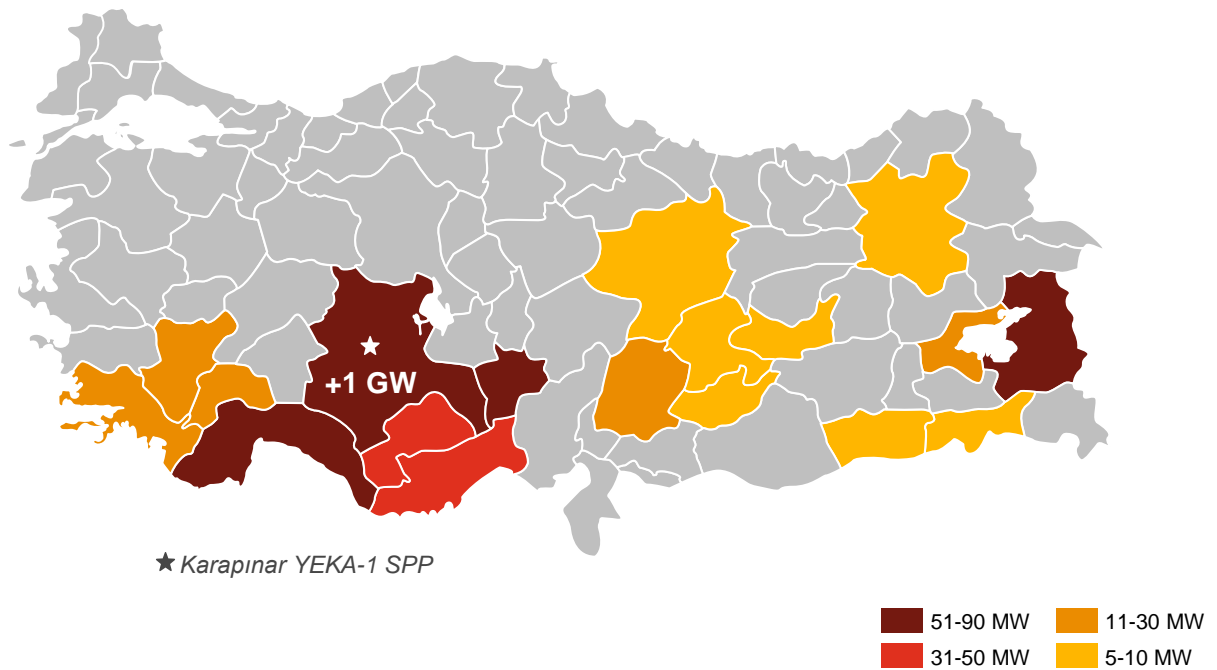 +1 GW
Karapınar YEKA-1 SPP
51-90 MW
11-30 MW
31-50 MW
5-10 MW